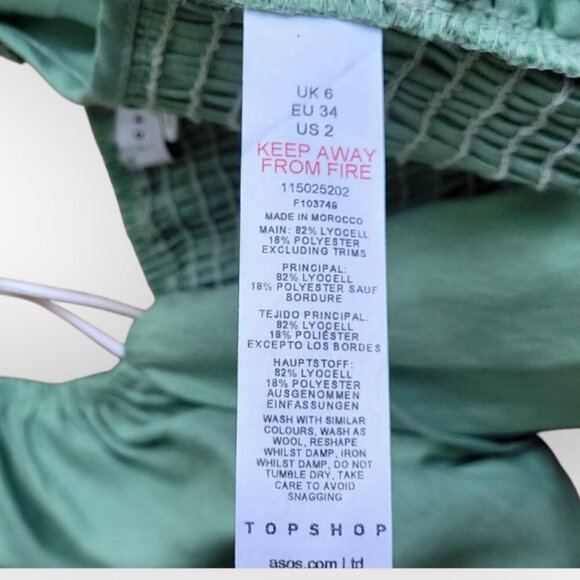 UK 6
EU 34
US 2
KEEP AWAY
FROM FIRE
115025202
F103749
MADE IN MOROCCO
MAIN: 82% LYOCELL
18% POLYESTER
EXCLUDING TRIMS
PRINCIPAL:
82% LYOCELL
18% POLYESTER SAUF
BORDURE
TEJIDO PRINCIPAL:
82% LYOCELL
18% POLIÉSTER
EXCEPTO LOS BORDES
HAUPTSTOFF:
82% LYOCELL
18% POLYESTER
AUSGENOMMEN
EINFASSUNGEN
WASH WITH SIMILAR
COLOURS, WASH AS
WOOL, RESHAPE
WHILST DAMP, IRON
WHILST DAMP, DO NOT
TUMBLE DRY, TAKE
CARE TO AVOID
SNAGGING
TOPSHOP
asos.com ltd